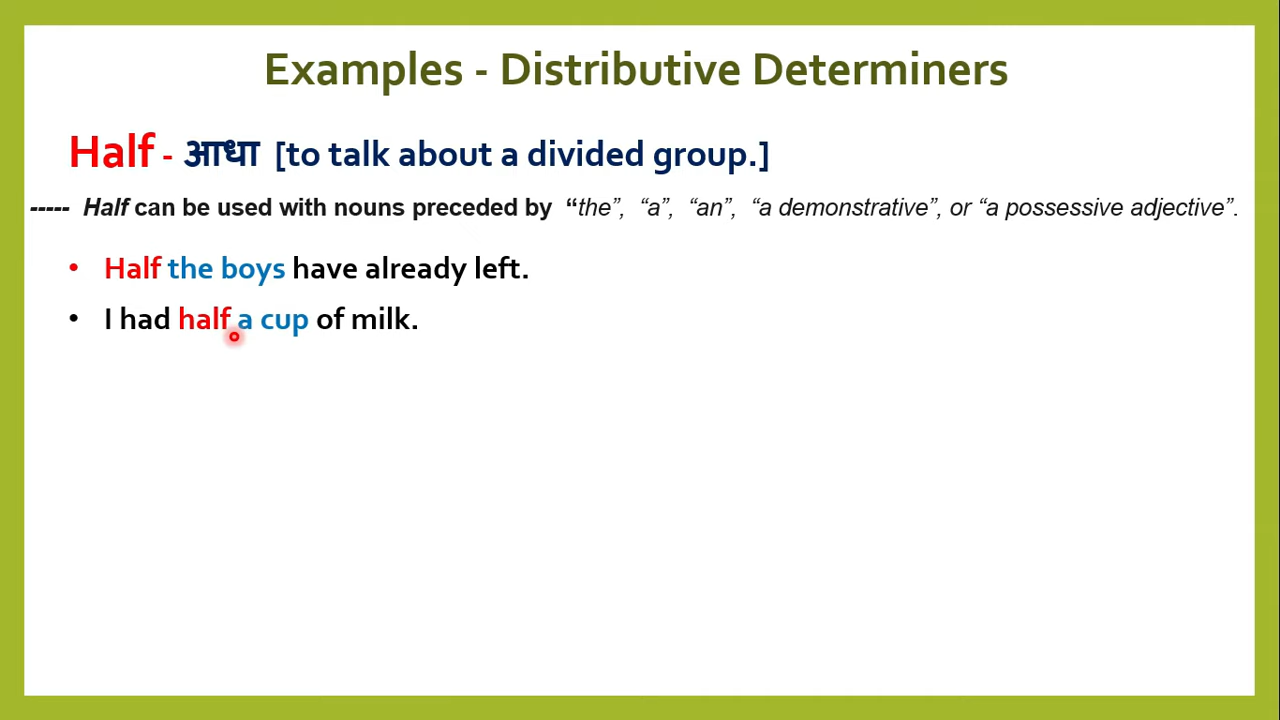 Examples - Distributive Determiners
Half - आधा [to talk about a divided group.]
----- Half can be used with nouns preceded by “the”, “a”, “an”, “a demonstrative”, or “a possessive adjective”.
• Half the boys have already left.
• I had half a cup of milk.